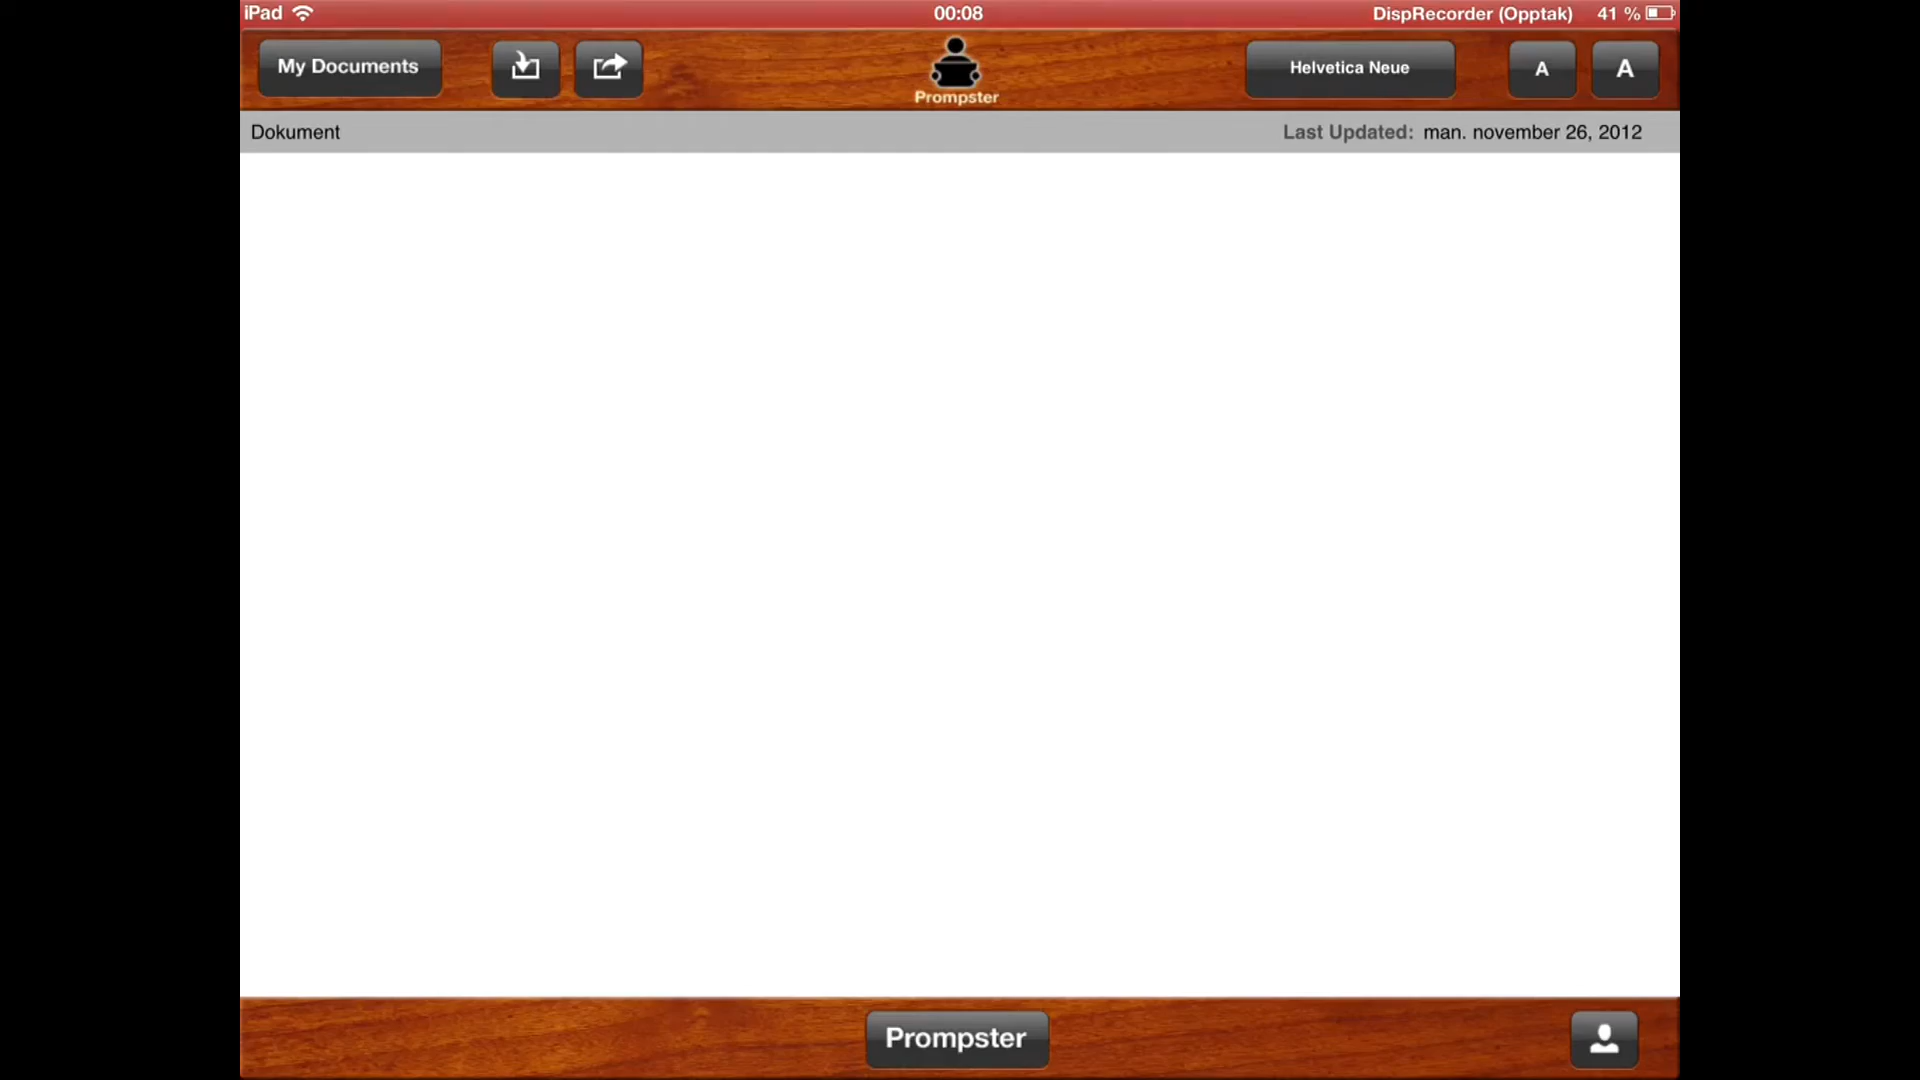 iPad 00:08 DispRecorder (Opptak) 41 %
My Documents Prompster Helvetica Neue A A
Dokument Last Updated: man. november 26, 2012
Prompster